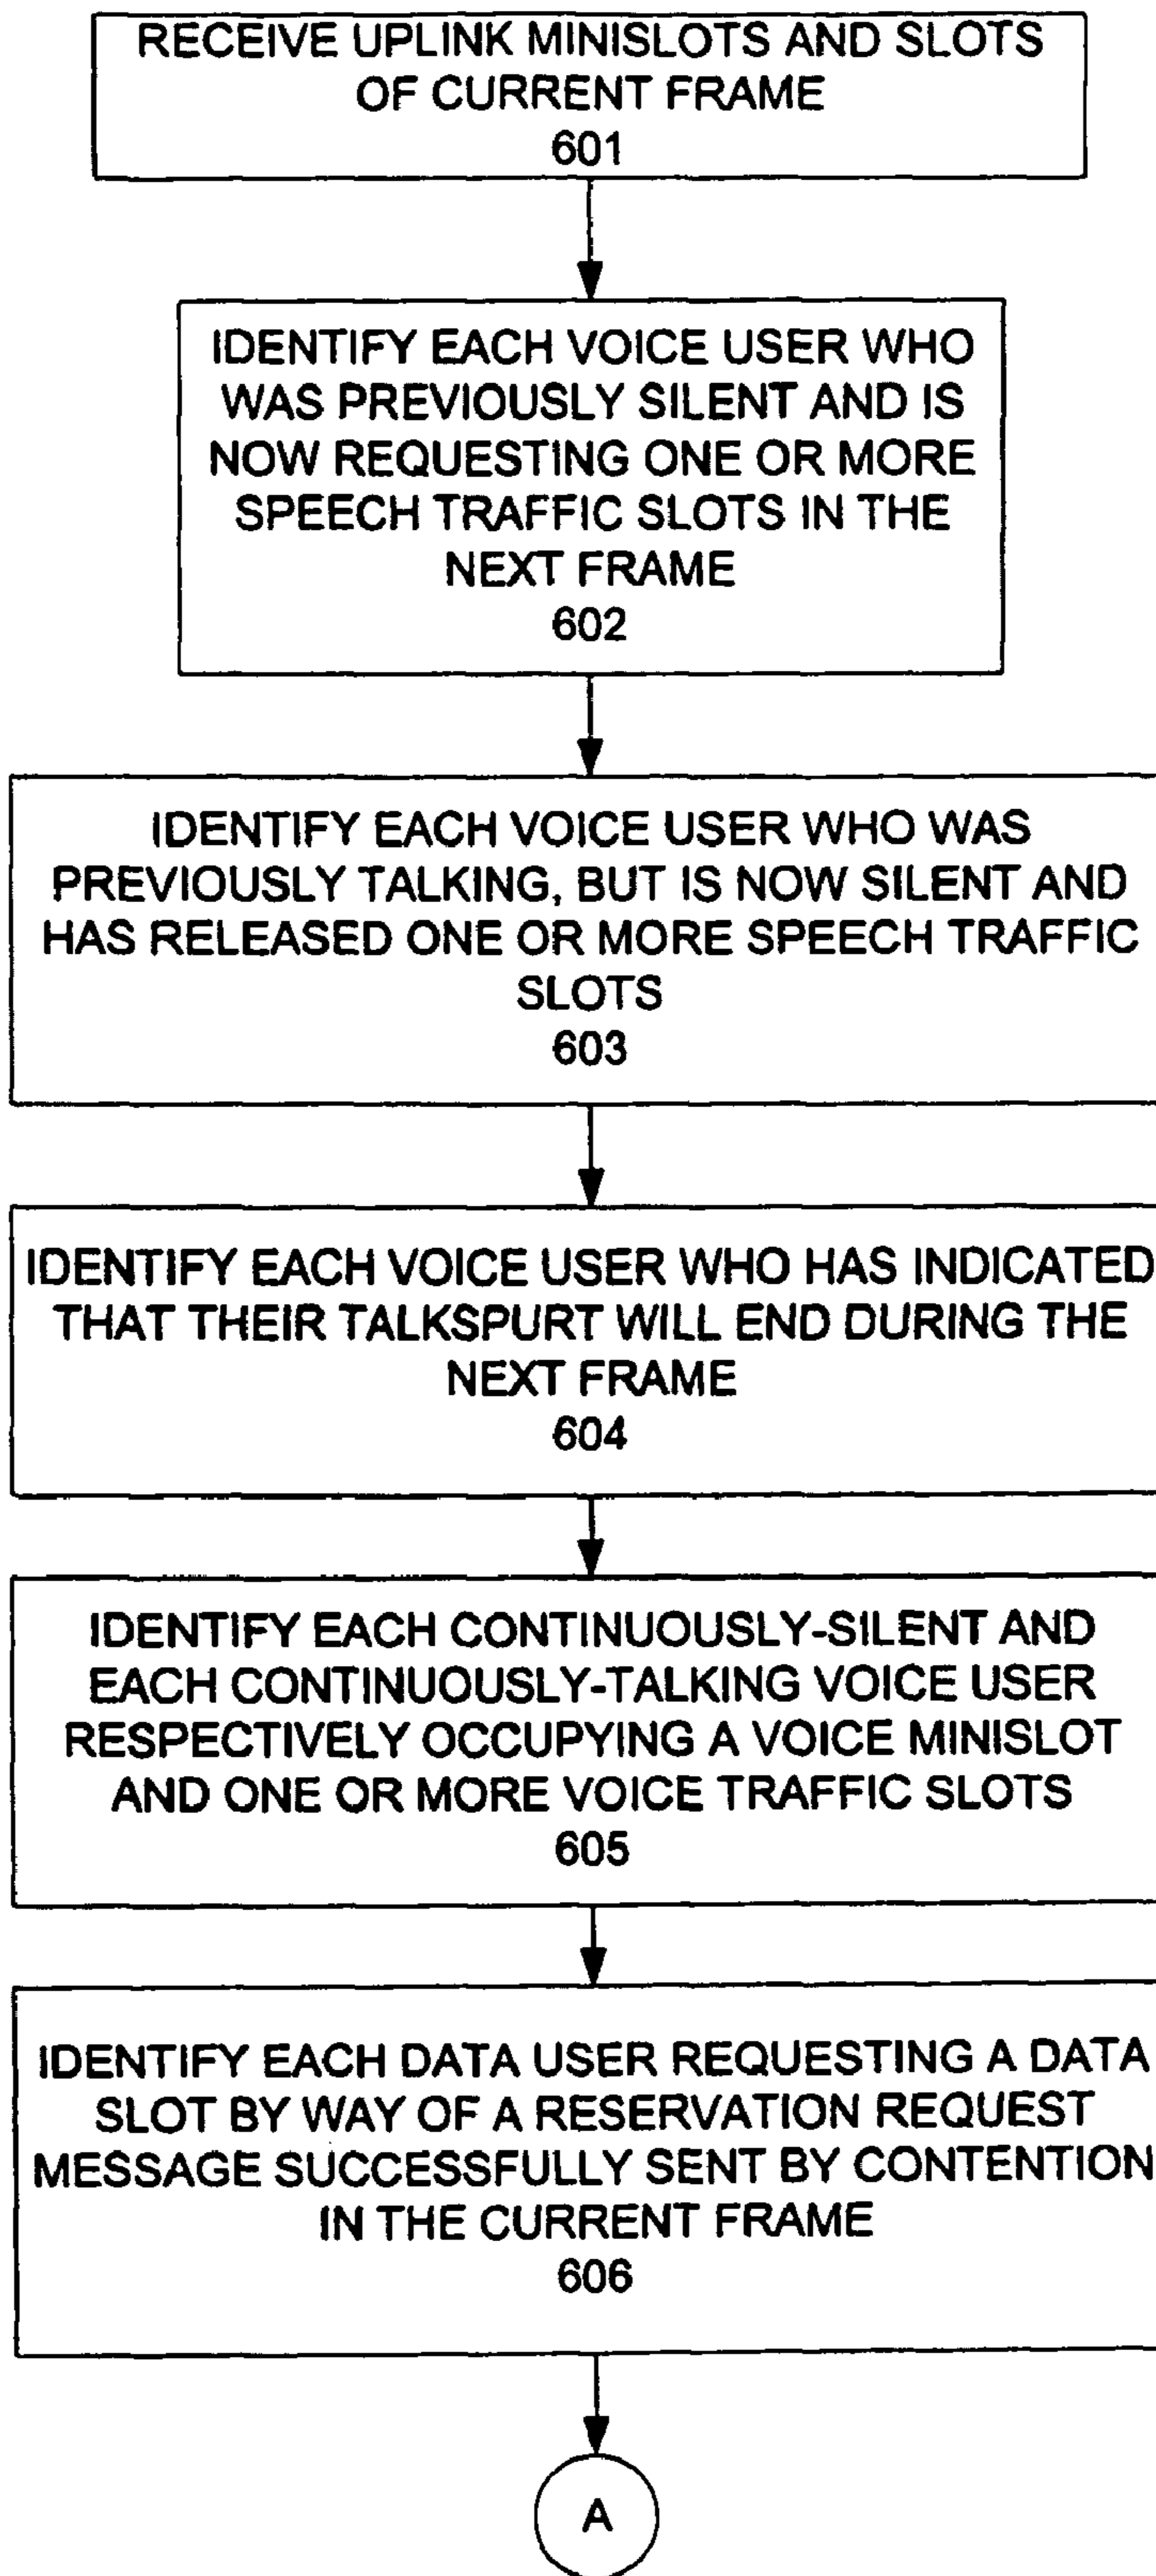 RECEIVE UPLINK MINISLOTS AND SLOTS
OF CURRENT FRAME
601
IDENTIFY EACH VOICE USER WHO
WAS PREVIOUSLY SILENT AND IS
NOW REQUESTING ONE OR MORE
SPEECH TRAFFIC SLOTS IN THE
NEXT FRAME
602
IDENTIFY EACH VOICE USER WHO WAS
PREVIOUSLY TALKING, BUT IS NOW SILENT AND
HAS RELEASED ONE OR MORE SPEECH TRAFFIC
SLOTS
603
IDENTIFY EACH VOICE USER WHO HAS INDICATED
THAT THEIR TALKSPURT WILL END DURING THE
NEXT FRAME
604
IDENTIFY EACH CONTINUOUSLY-SILENT AND
EACH CONTINUOUSLY-TALKING VOICE USER
RESPECTIVELY OCCUPYING A VOICE MINISLOT
AND ONE OR MORE VOICE TRAFFIC SLOTS
605
IDENTIFY EACH DATA USER REQUESTING A DATA
SLOT BY WAY OF A RESERVATION REQUEST
MESSAGE SUCCESSFULLY SENT BY CONTENTION
IN THE CURRENT FRAME
606
A